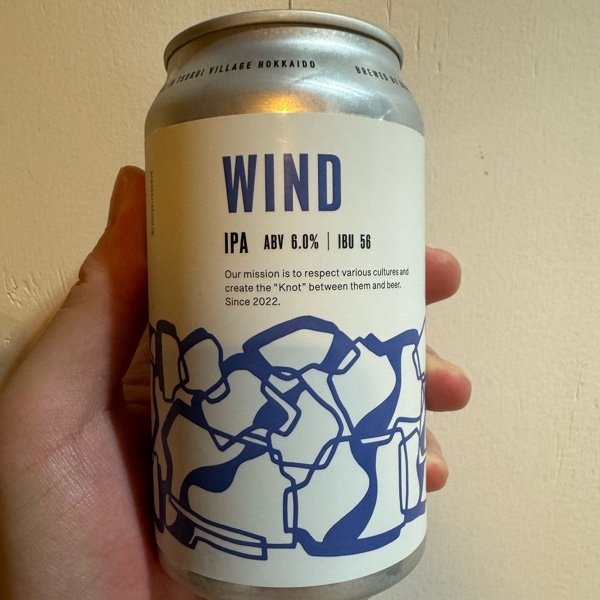 TSURUI VILLAGE HOKKAIDO
BREWED BY
WIND
IPA ABV 6.0% | IBU 56
Our mission is to respect various cultures and
create the “Knot” between them and beer.
Since 2022.